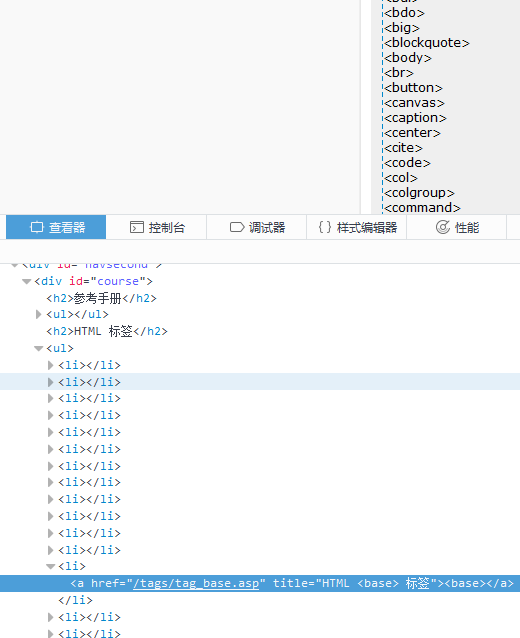 <bdo>
<big>
<blockquote>
<body>
<br>
<button>
<canvas>
<caption>
<center>
<cite>
<code>
<col>
<colgroup>
<command>
查看器 控制台 调试器 { } 样式编辑器 性能
<div id="navsecond">
<div id="course">
<h2>参考手册</h2>
<ul></ul>
<h2>HTML 标签</h2>
<ul>
<li></li>
<li></li>
<li></li>
<li></li>
<li></li>
<li></li>
<li></li>
<li></li>
<li></li>
<li></li>
<li></li>
<li></li>
<li>
<a href="/tags/tag_base.asp" title="HTML <base> 标签"><base></a>
</li>
<li></li>
<li></li>